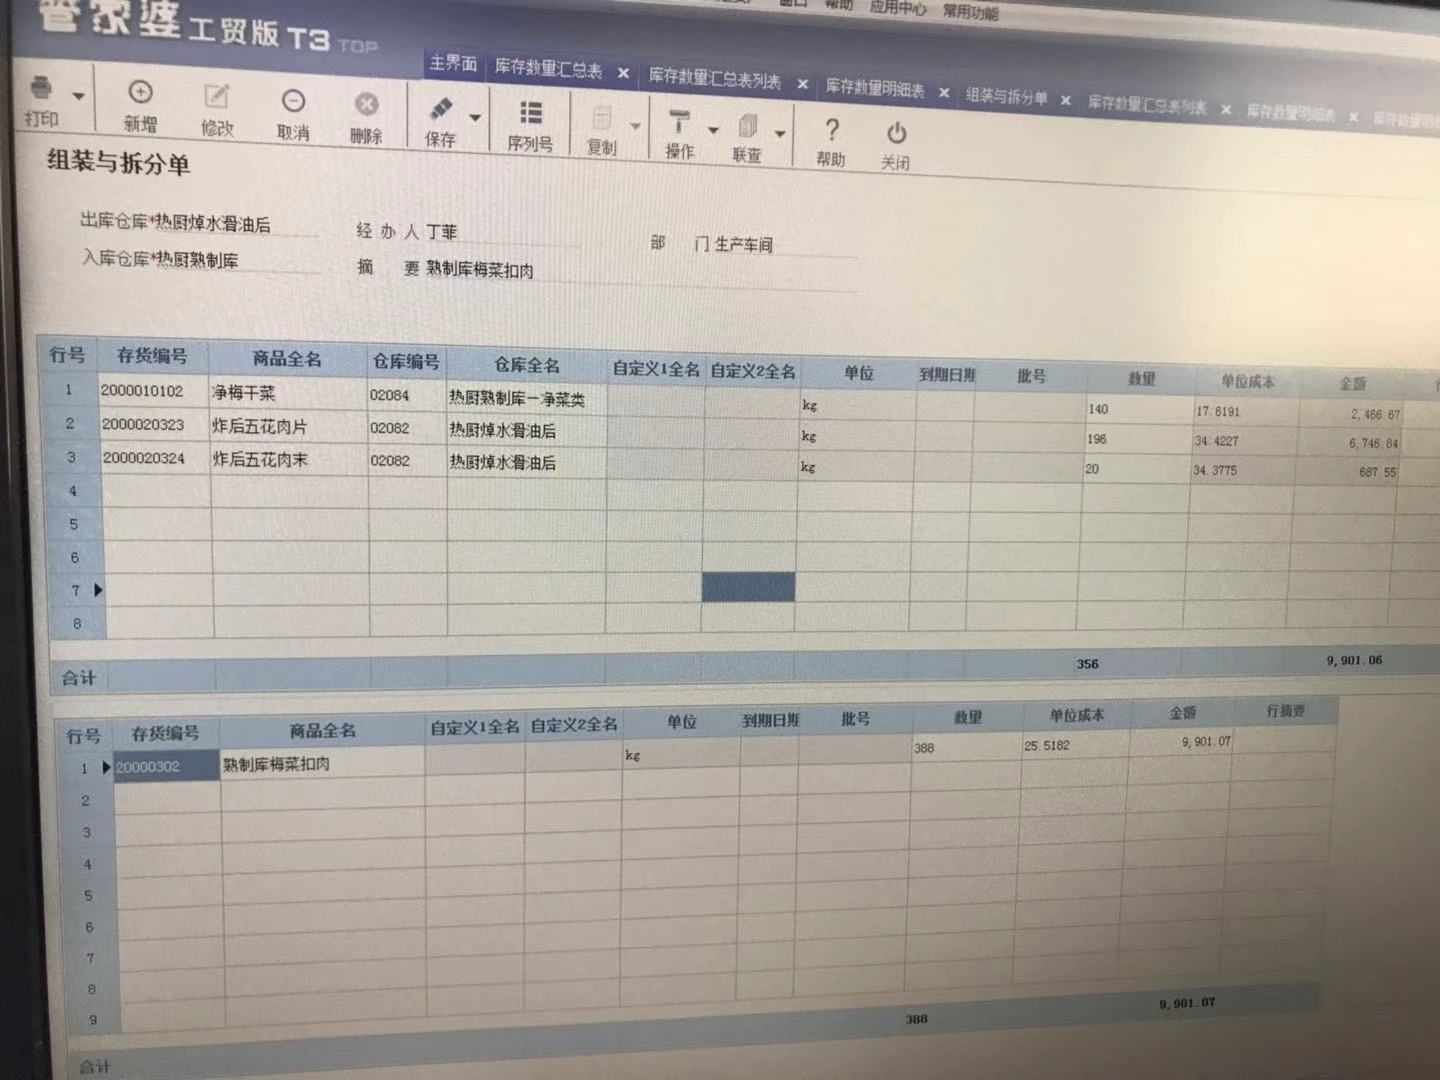 管家婆 工贸版 T3 TOP
窗口 帮助 应用中心 常用功能
主界面 库存数量汇总表 × 库存数量汇总表列表 × 库存数量明细表 × 组装与拆分单 × 库存数量汇总表列表 × 库存数量明细表 × 库存数量明
打印 新增 修改 取消 删除 保存 序列号 复制 操作 联查 帮助 关闭
组装与拆分单
出库仓库*热厨焯水滑油后 经 办 人 丁菲 部 门 生产车间
入库仓库*热厨熟制库 摘 要 熟制库梅菜扣肉
行号 存货编号 商品全名 仓库编号 仓库全名 自定义1全名 自定义2全名 单位 到期日期 批号 数量 单位成本 金额
1 2000010102 净梅干菜 02084 热厨熟制库—净菜类 kg 140 17.6191 2,466.67
2 2000020323 炸后五花肉片 02082 热厨焯水滑油后 kg 196 34.4227 6,746.84
3 2000020324 炸后五花肉末 02082 热厨焯水滑油后 kg 20 34.3775 687.55
4
5
6
7
8
合计 356 9,901.06
行号 存货编号 商品全名 自定义1全名 自定义2全名 单位 到期日期 批号 数量 单位成本 金额 行摘要
1 20000302 熟制库梅菜扣肉 kg 388 25.5182 9,901.07
2
3
4
5
6
7
8
9
合计 388 9,901.07